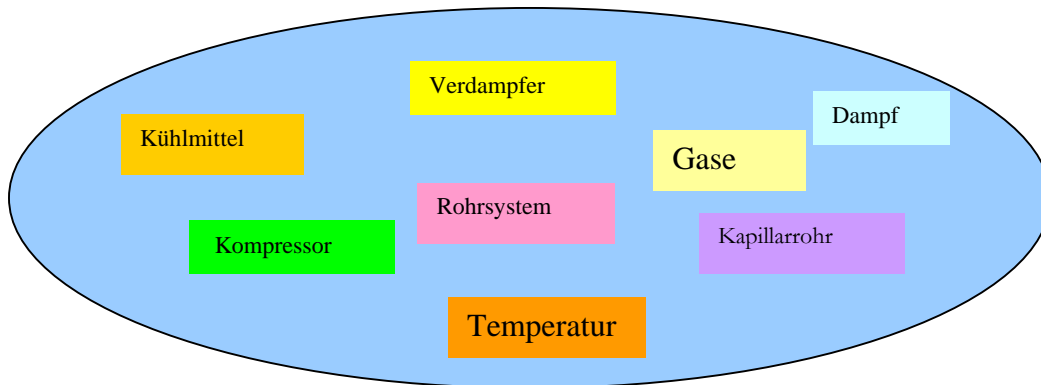 Verdampfer
Dampf
Kühlmittel
Gase
Rohrsystem
Kompressor
Kapillarrohr
Temperatur